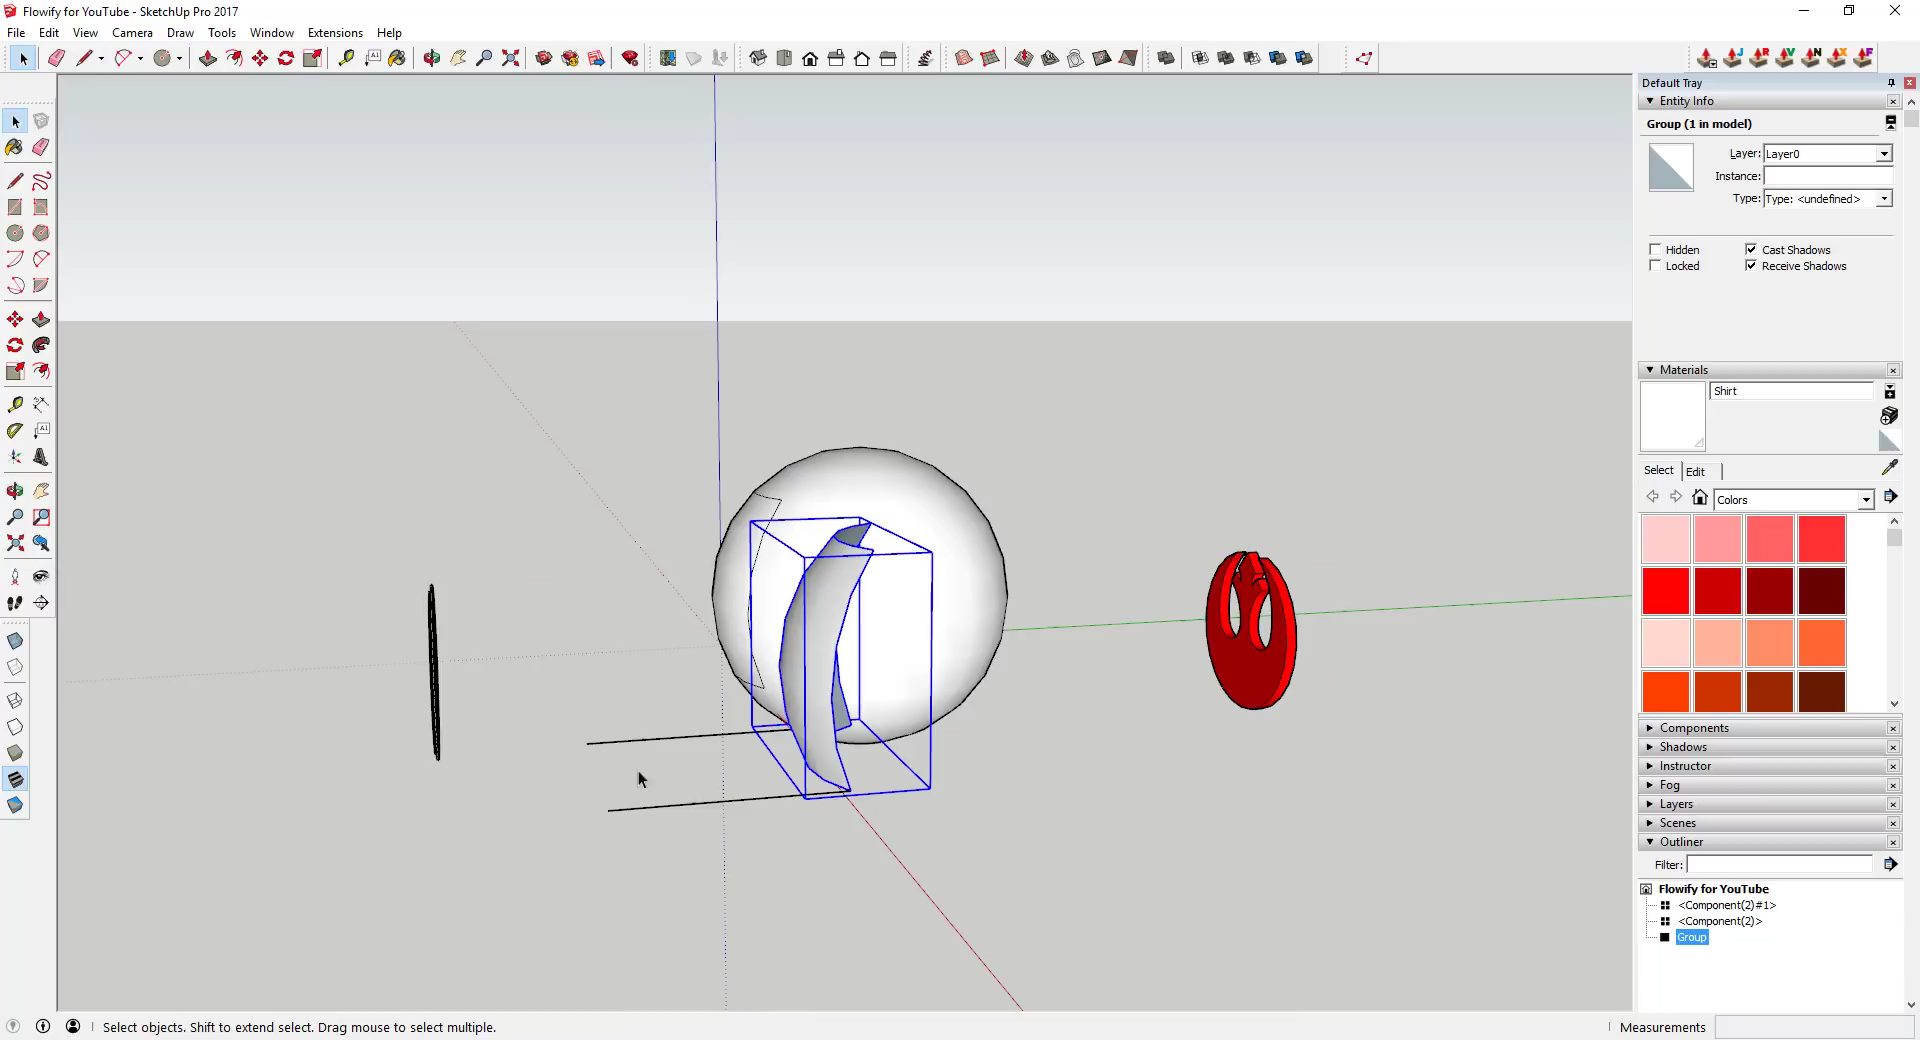 Flowify for YouTube - SketchUp Pro 2017
File Edit View Camera Draw Tools Window Extensions Help
Default Tray
Entity Info
Group (1 in model)
Layer: Layer0
Instance:
Type: Type: <undefined>
Hidden Cast Shadows
Locked Receive Shadows
Materials
Shirt
Select Edit
Colors
Components
Shadows
Instructor
Fog
Layers
Scenes
Outliner
Filter:
Flowify for YouTube
<Component(2)#1>
<Component(2)>
Group
Select objects. Shift to extend select. Drag mouse to select multiple.
Measurements